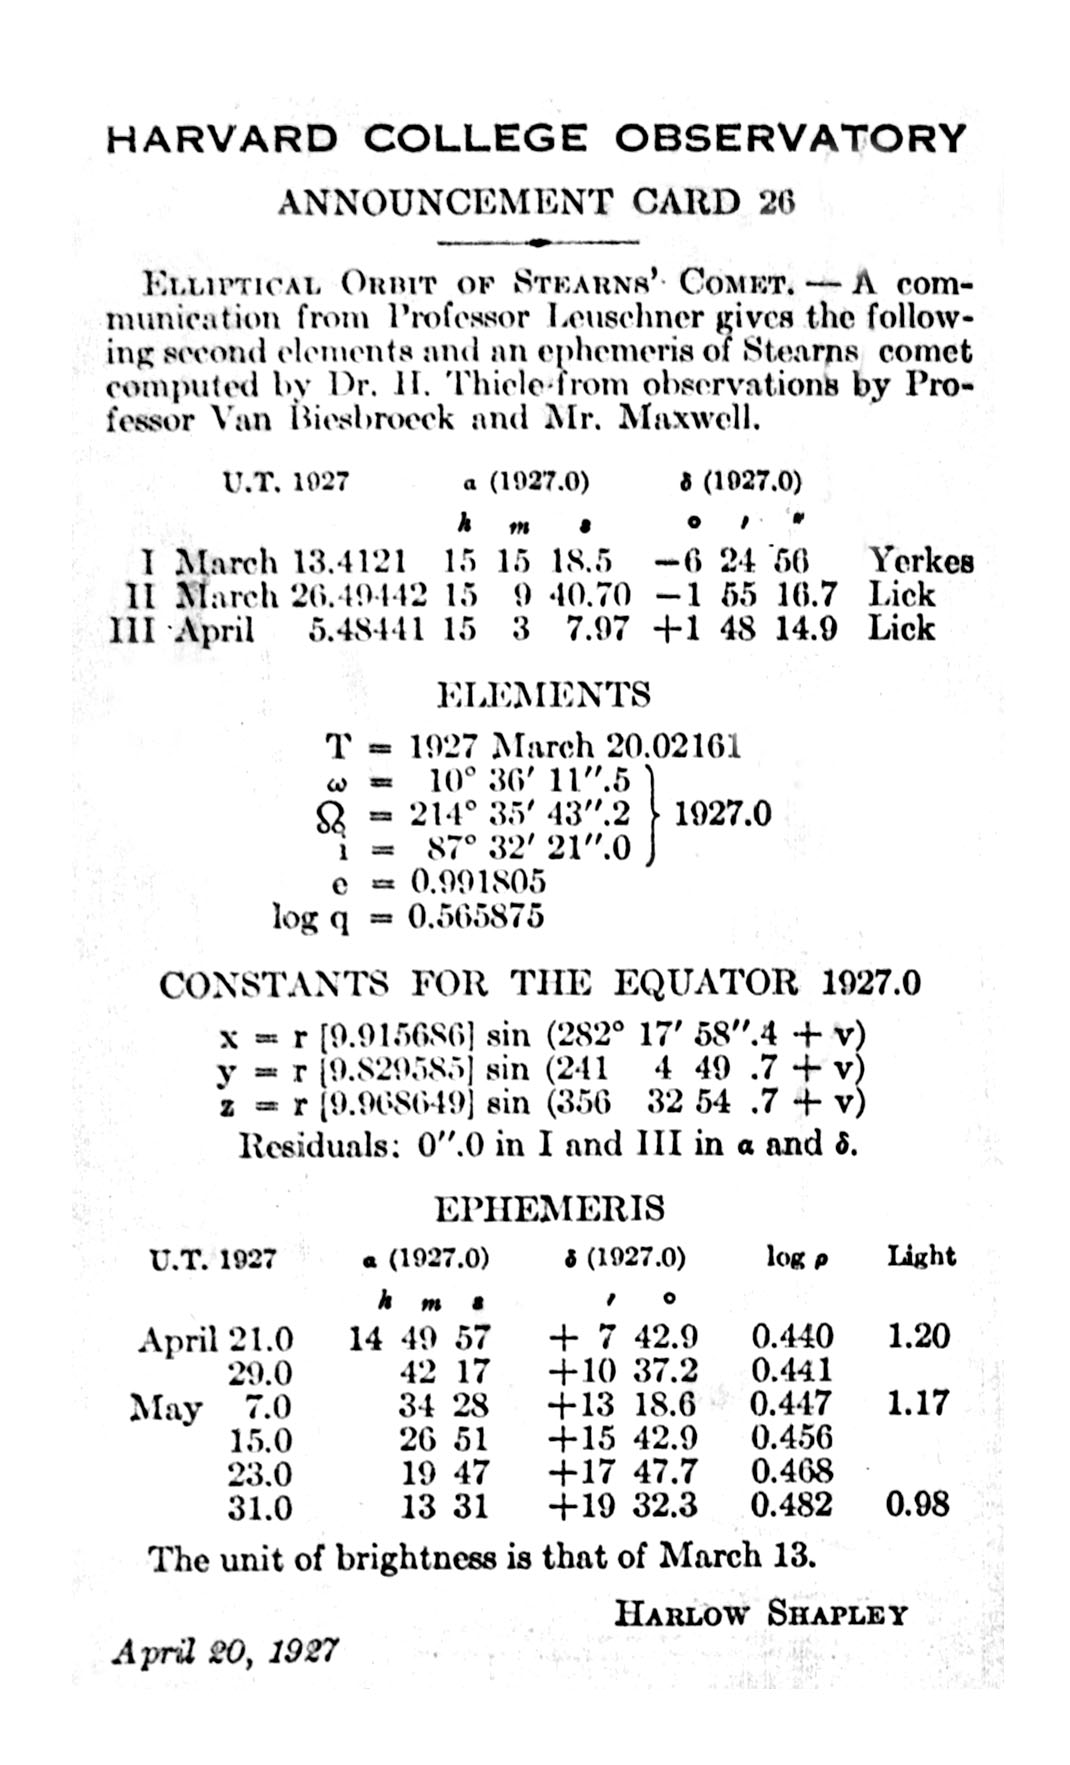 HARVARD COLLEGE OBSERVATORY
ANNOUNCEMENT CARD 26
ELLIPTICAL ORBIT OF STEARNS' COMET. — A com-
munication from Professor Leuschner gives the follow-
ing second elements and an ephemeris of Stearns comet
computed by Dr. H. Thiele from observations by Pro-
fessor Van Biesbroeck and Mr. Maxwell.
U.T. 1927 α (1927.0) δ (1927.0)
h m s ° ′ ″
I March 13.4121 15 15 18.5 −6 24 56 Yerkes
II March 26.49442 15 9 40.70 −1 55 16.7 Lick
III April 5.48441 15 3 7.97 +1 48 14.9 Lick
ELEMENTS
T = 1927 March 20.02161
ω = 10° 36′ 11″.5
☊ = 214° 35′ 43″.2 } 1927.0
i = 87° 32′ 21″.0
e = 0.991805
log q = 0.565875
CONSTANTS FOR THE EQUATOR 1927.0
x = r [9.915686] sin (282° 17′ 58″.4 + v)
y = r [9.829585] sin (241 4 49 .7 + v)
z = r [9.968649] sin (356 32 54 .7 + v)
Residuals: 0″.0 in I and III in α and δ.
EPHEMERIS
U.T. 1927 α (1927.0) δ (1927.0) log ρ Light
h m s ′ °
April 21.0 14 49 57 + 7 42.9 0.440 1.20
29.0 42 17 +10 37.2 0.441
May 7.0 34 28 +13 18.6 0.447 1.17
15.0 26 51 +15 42.9 0.456
23.0 19 47 +17 47.7 0.468
31.0 13 31 +19 32.3 0.482 0.98
The unit of brightness is that of March 13.
HARLOW SHAPLEY
April 20, 1927